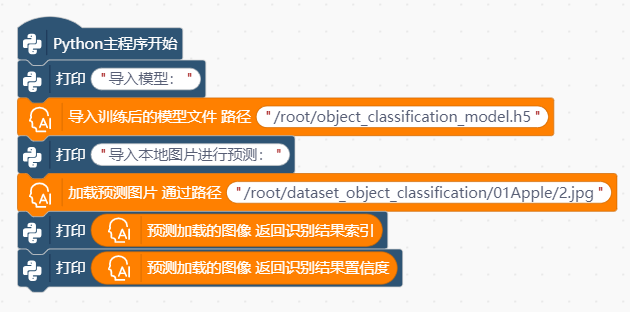 Python主程序开始
打印 "导入模型："
AI 导入训练后的模型文件 路径 "/root/object_classification_model.h5"
打印 "导入本地图片进行预测："
AI 加载预测图片 通过路径 "/root/dataset_object_classification/01Apple/2.jpg"
打印 AI 预测加载的图像 返回识别结果索引
打印 AI 预测加载的图像 返回识别结果置信度